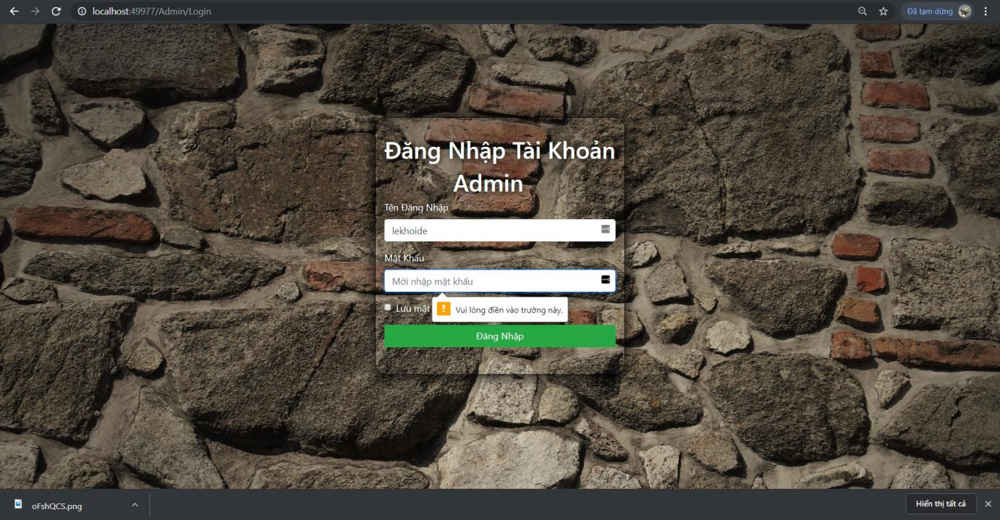 localhost:49977/Admin/Login
Đã tạm dừng
Đăng Nhập Tài Khoản
Admin
Tên Đăng Nhập
lekhoide
Mật Khẩu
Mời nhập mật khẩu
Lưu mật
Vui lòng điền vào trường này.
Đăng Nhập
oFshQCS.png
Hiển thị tất cả